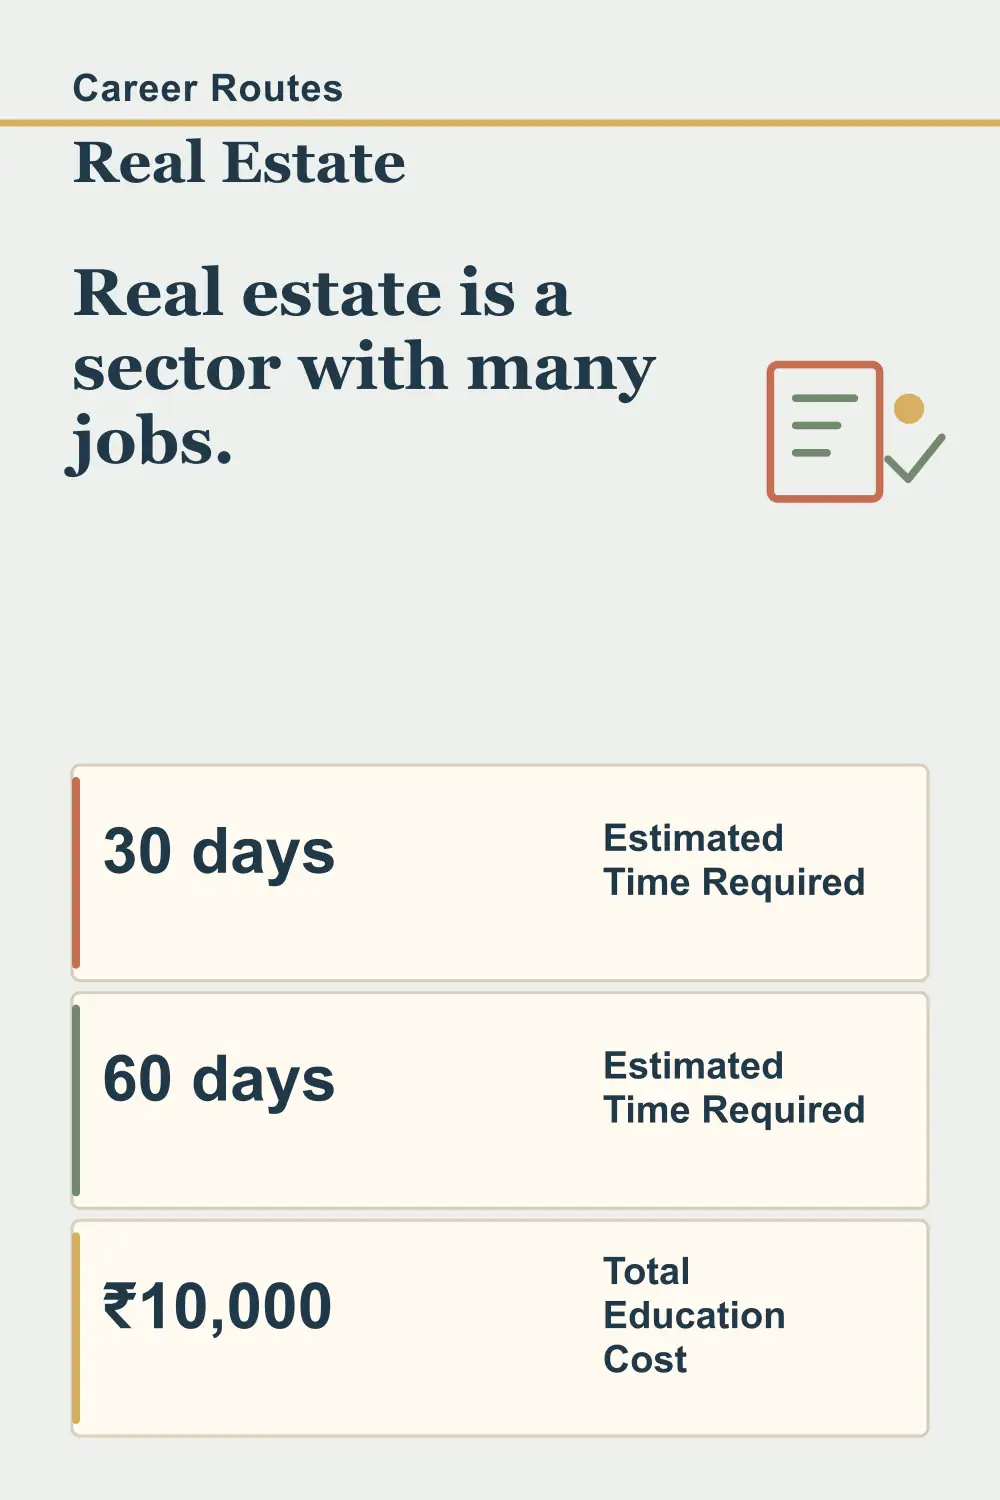 Career Routes
Real Estate
Real estate is a
sector with many
jobs.
30 days
Estimated
Time Required
60 days
Estimated
Time Required
₹10,000
Total
Education
Cost